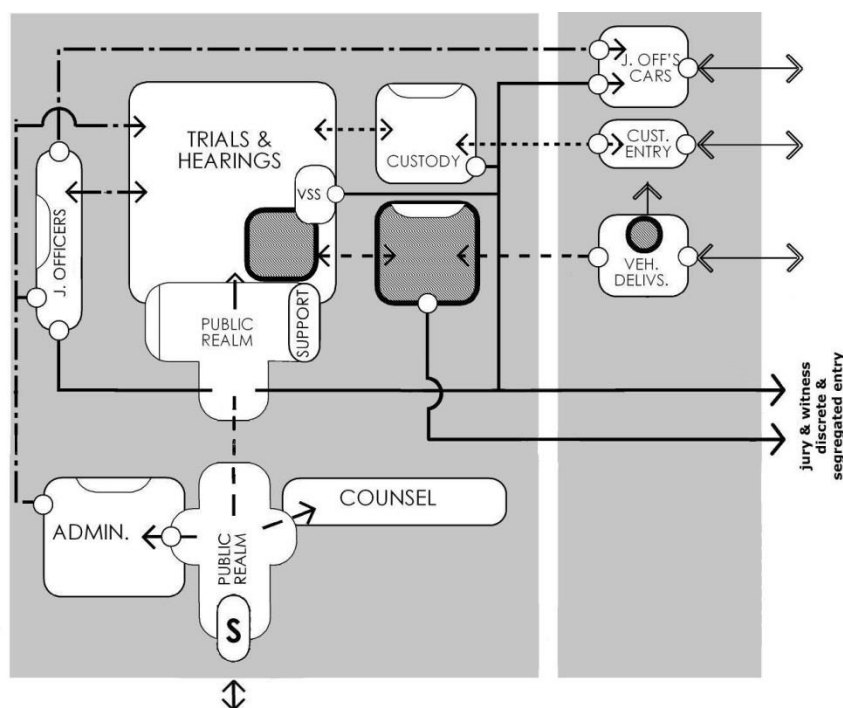 J. OFF'S
CARS
TRIALS &
HEARINGS
CUSTODY
CUST.
ENTRY
VSS
J. OFFICERS
VEH.
DELIVS.
PUBLIC
REALM
SUPPORT
jury & witness
discrete &
segregated entry
ADMIN.
COUNSEL
PUBLIC
REALM
S